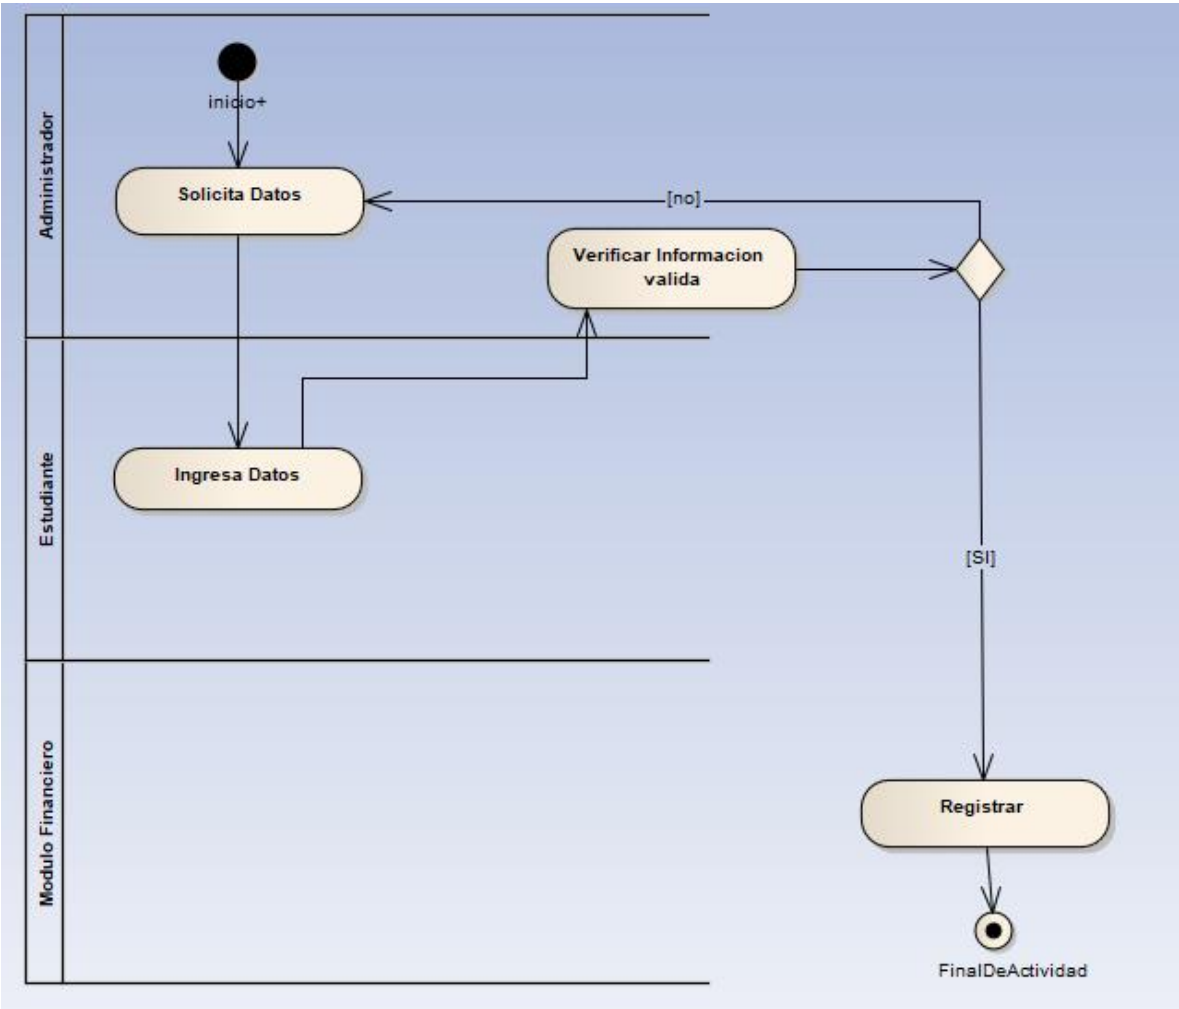 Administrador
inicio+
Solicita Datos
[no]
Verificar Informacion
valida
Estudiante
Ingresa Datos
[SI]
Modulo Financiero
Registrar
FinalDeActividad